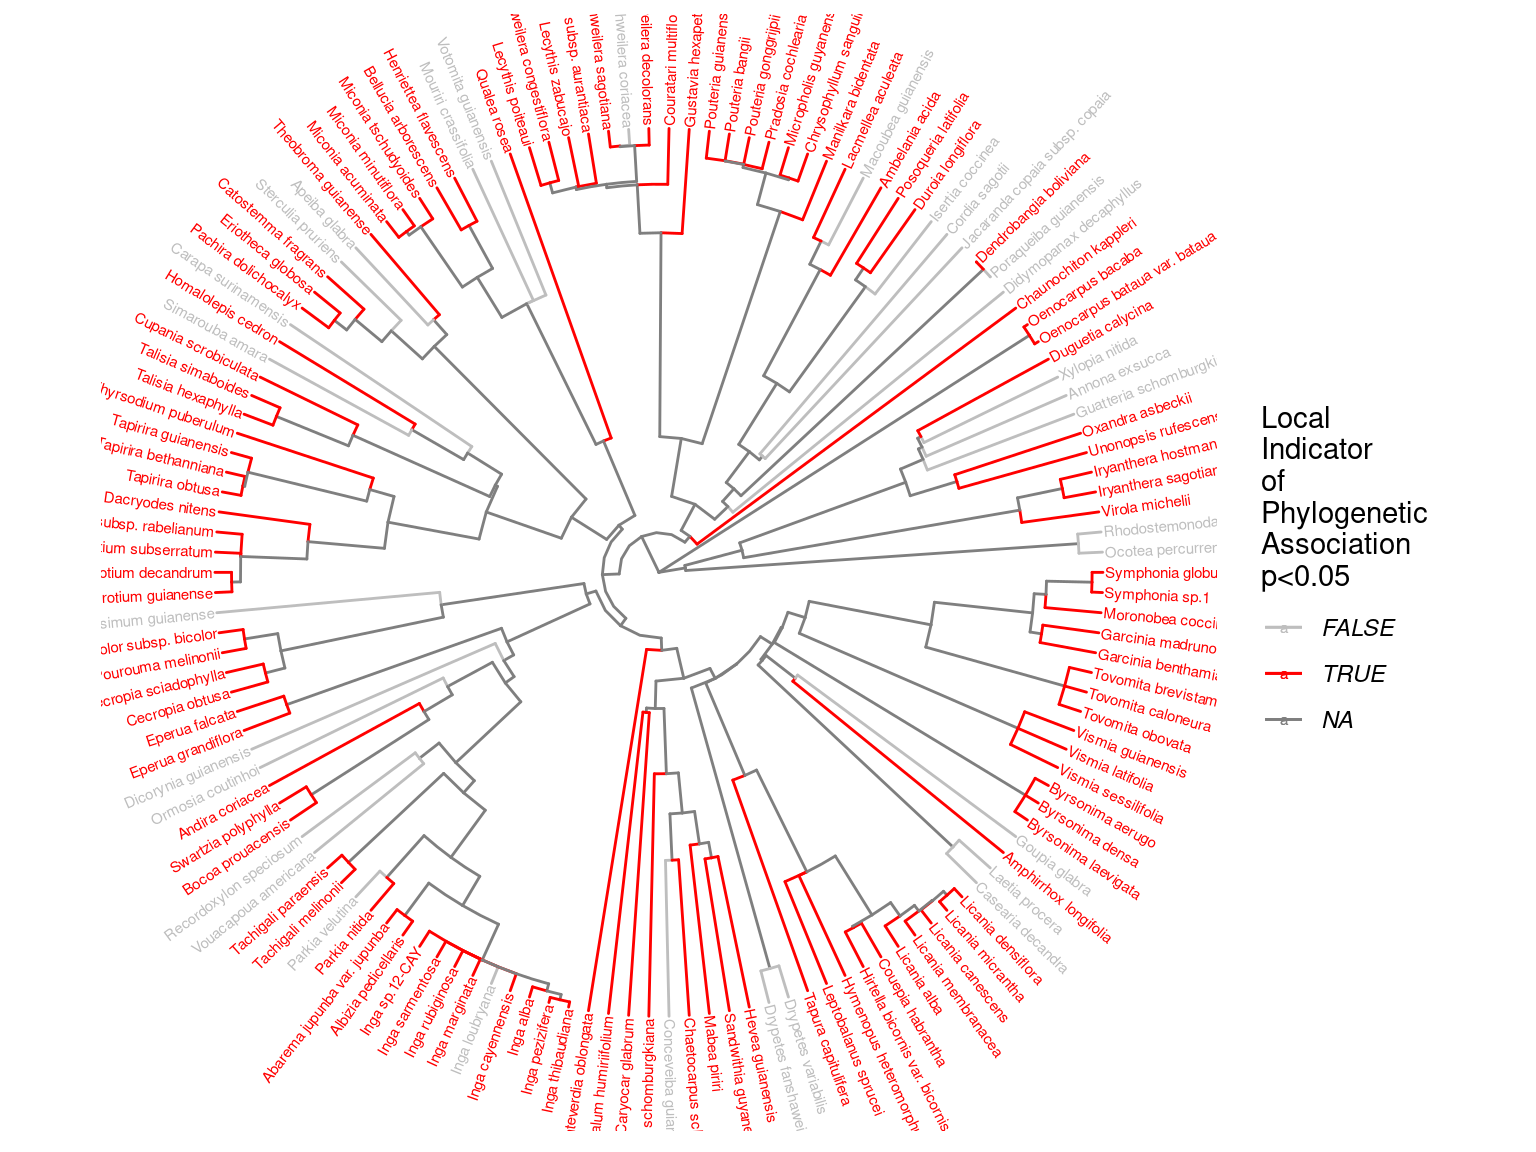 weilera congestiflora
Lecythis zabucajo
subsp. aurantiaca
weilera sagotiana
hweilera coriacea
eilera decolorans
Couratari multiflo
Gustavia hexapet
Pouteria guianens
Pouteria bangii
Pouteria gonggrijpii
Pradosia cochlearia
Micropholis guyanens
Chrysophyllum sangui
Manilkara bidentata
Lacmellea aculeata
Macoubea guianensis
Ambelania acida
Posoqueria latifolia
Duroia longiflora
Isertia coccinea
Cordia sagotii
Jacaranda copaia subsp. copaia
Dendrobangia boliviana
Poraqueiba guianensis
Didymopanax decaphyllus
Chaunochiton kappleri
Oenocarpus bacaba
Oenocarpus bataua var. bataua
Duguetia calycina
Xylopia nitida
Annona exsucca
Guatteria schomburgki
Oxandra asbeckii
Unonopsis rufescens
Iryanthera hostman
Iryanthera sagotian
Virola michelii
Rhodostemonoda
Ocotea percurrer
Symphonia globu
Symphonia sp.1
Moronobea coccii
Garcinia madruno
Garcinia benthamia
Tovomita brevistam
Tovomita caloneura
Tovomita obovata
Vismia guianensis
Vismia latifolia
Vismia sessilifolia
Byrsonima aerugo
Byrsonima densa
Byrsonima laevigata
Goupia glabra
Amphirrhox longifolia
Laetia procera
Casearia decandra
Licania densiflora
Licania micrantha
Licania canescens
Licania membranacea
Licania alba
Couepia habrantha
Hirtella bicornis var. bicornis
Hymenopus heteromorph
Leptobalanus sprucei
Tapura capitulifera
Drypetes variabilis
Drypetes fanshawei
Hevea guianensis
Sandwithia guyane
Mabea piriri
Chaetocarpus sc
Conceveiba guiar
schomburgkiana
Caryocar glabrum
alum humiriifolium
teverdia oblongata
Inga thibaudiana
Inga pezizifera
Inga alba
Inga cayennensis
Inga loubryana
Inga marginata
Inga rubiginosa
Inga sarmentosa
Inga sp.12-CAY
Albizia pedicellaris
Abarema jupunba var. jupunba
Parkia nitida
Parkia velutina
Tachigali melinonii
Tachigali paraensis
Vouacapoua americana
Recordoxylon speciosum
Bocoa prouacensis
Swartzia polyphylla
Andira coriacea
Ormosia coutinhoi
Dicorynia guianensis
Eperua grandiflora
Eperua falcata
Cecropia obtusa
ecropia sciadophylla
ourouma melinonii
olor subsp. bicolor
simum guianense
rotium guianense
otium decandrum
tium subserratum
subsp. rabelianum
Dacryodes nitens
Tapirira obtusa
Tapirira bethanniana
Tapirira guianensis
hyrsodium puberulum
Talisia hexaphylla
Talisia simaboides
Cupania scrobiculata
Simarouba amara
Homalolepis cedron
Carapa surinamensis
Pachira dolichocalyx
Eriotheca globosa
Catostemma fragrans
Sterculia pruriens
Apeiba glabra
Theobroma guianense
Miconia acuminata
Miconia minutiflora
Miconia tschudyoides
Bellucia arborescens
Henriettea flavescens
Mouriri crassifolia
Votomita guianensis
Qualea rosea
Lecythis poiteaui
Local
Indicator
of
Phylogenetic
Association
p<0.05
a FALSE
a TRUE
a NA